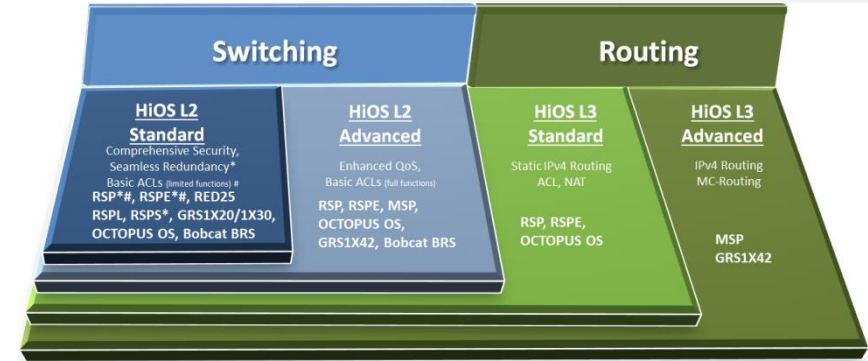 Switching
Routing
HiOS L2
Standard
Comprehensive Security,
Seamless Redundancy*
Basic ACLs (limited functions) #
RSP*#, RSPE*#, RED25
RSPL, RSPS*, GRS1X20/1X30,
OCTOPUS OS, Bobcat BRS
HiOS L2
Advanced
Enhanced QoS,
Basic ACLs (full functions)
RSP, RSPE, MSP,
OCTOPUS OS,
GRS1X42, Bobcat BRS
HiOS L3
Standard
Static IPv4 Routing
ACL, NAT
RSP, RSPE,
OCTOPUS OS
HiOS L3
Advanced
IPv4 Routing
MC-Routing
MSP
GRS1X42